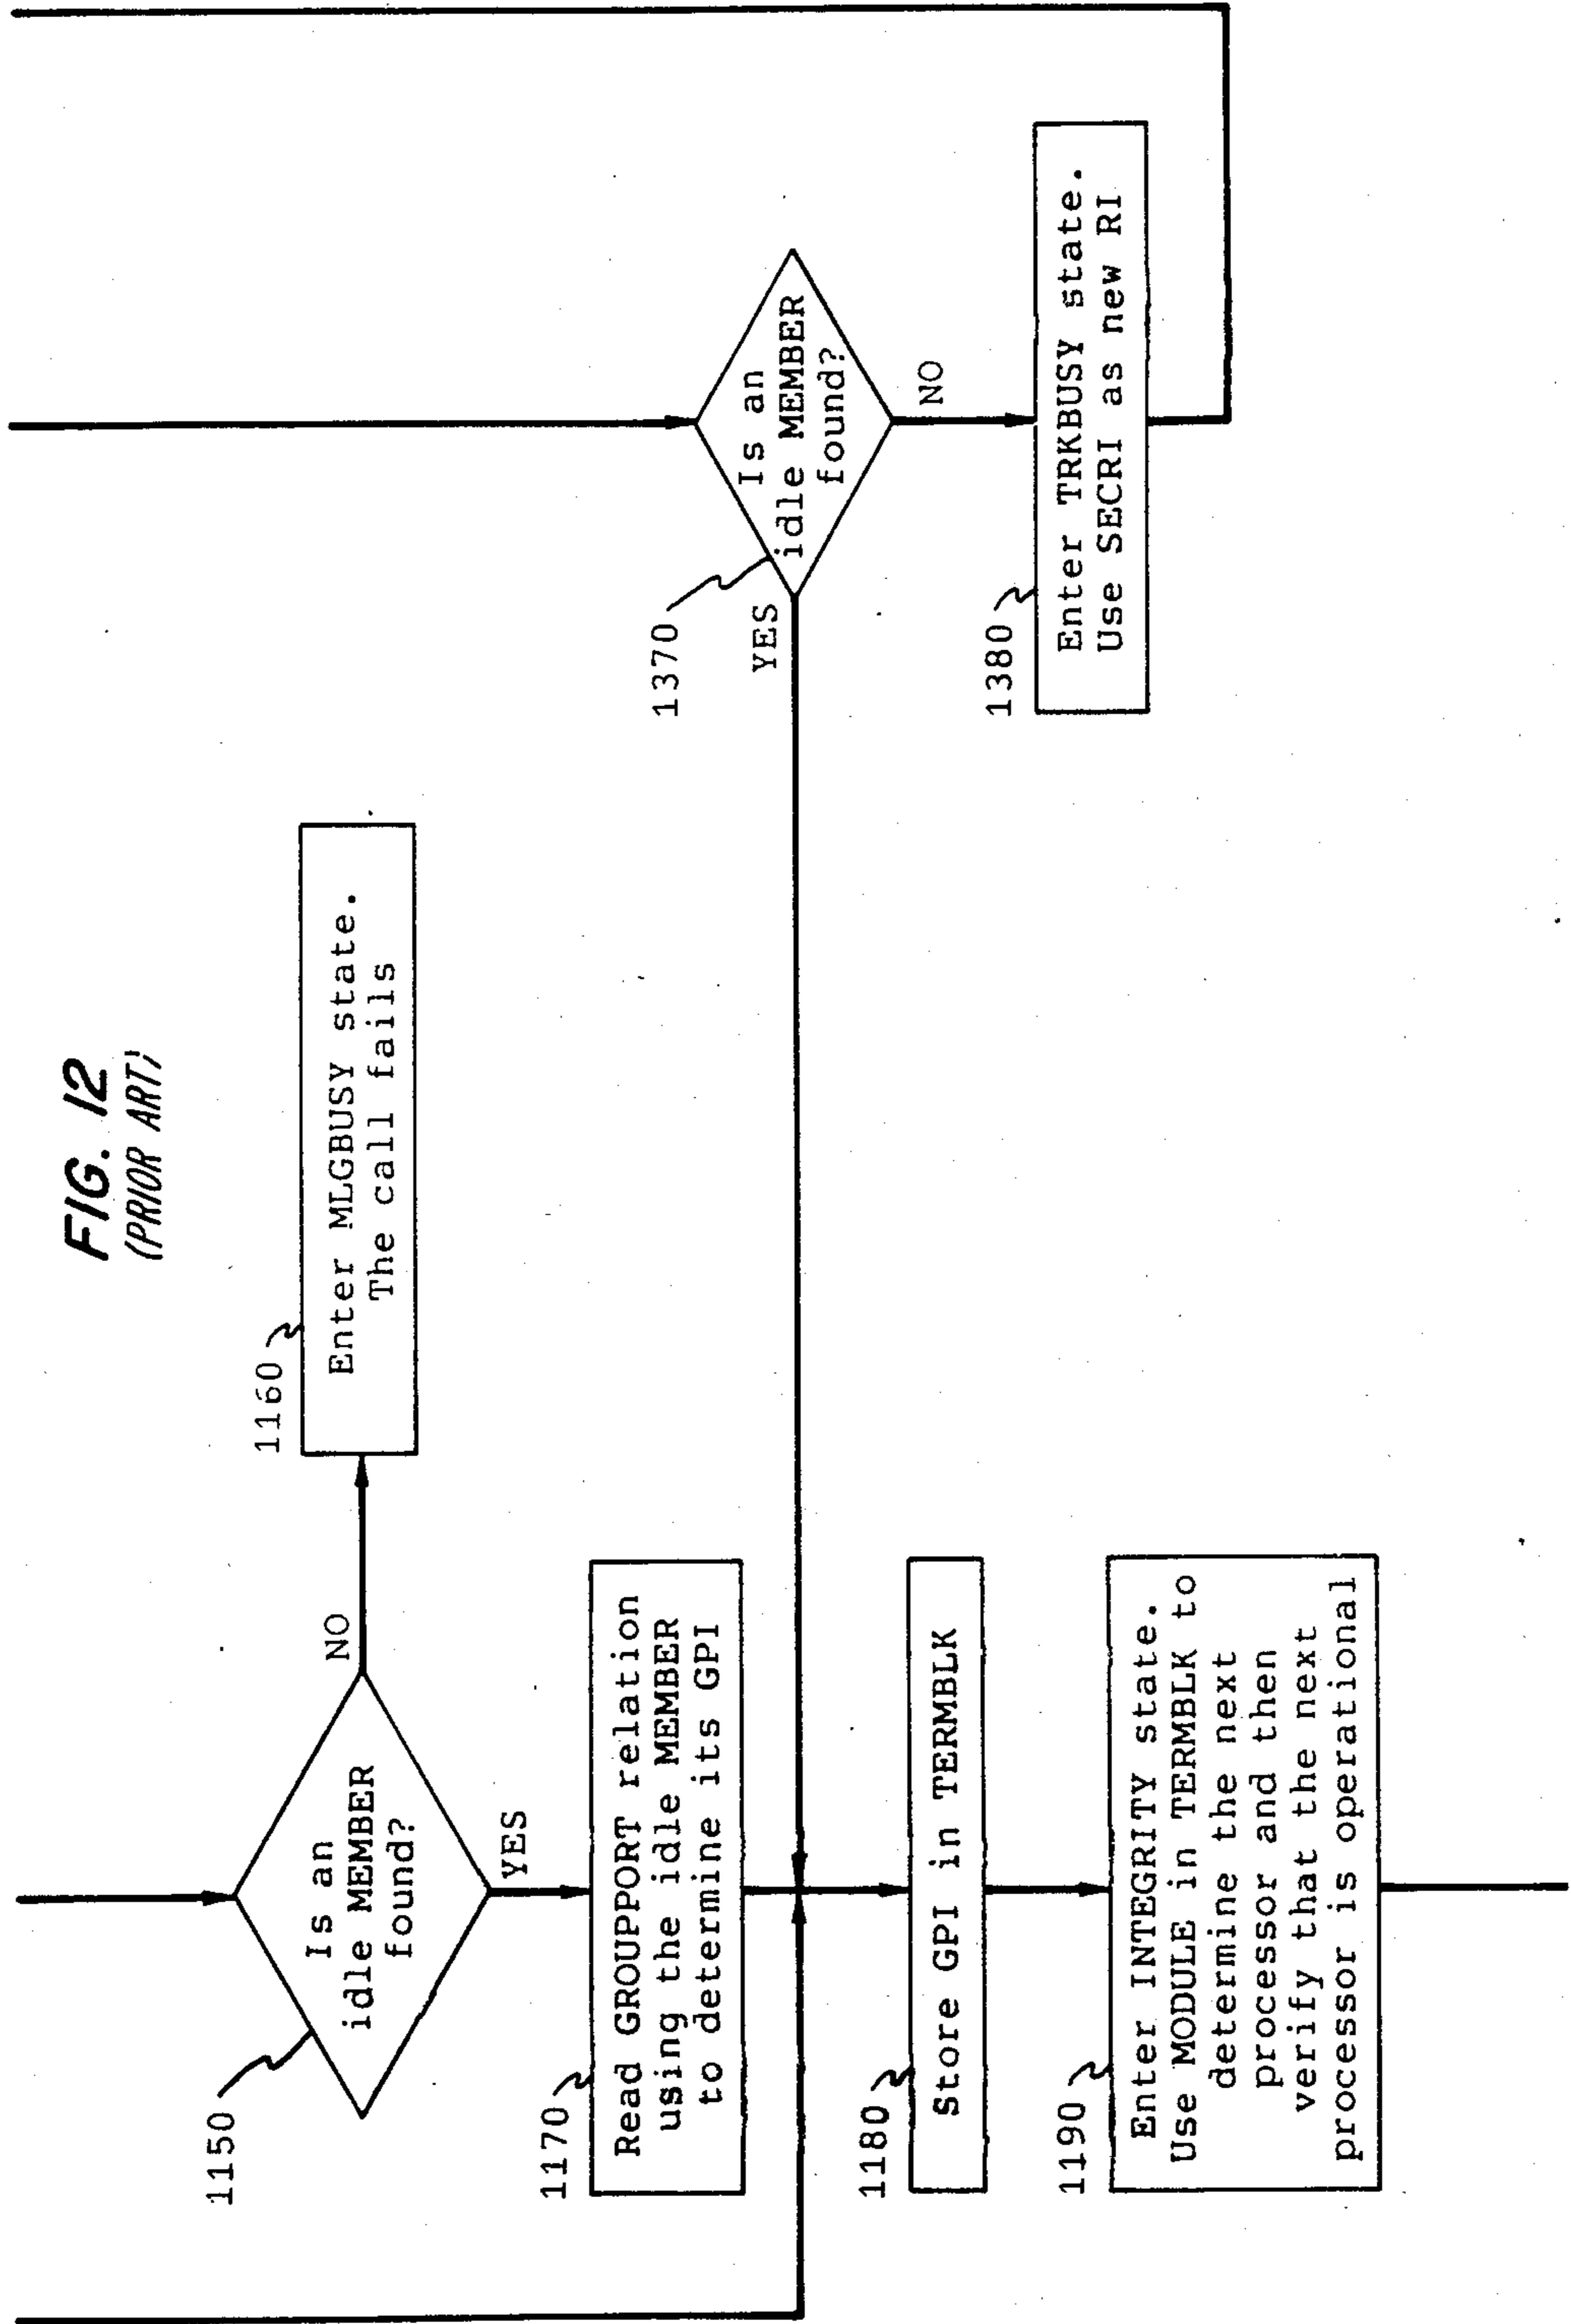 FIG. 12
(PRIOR ART)
1150
Is an
idle MEMBER
found?
NO
YES
1160
Enter MLGBUSY state.
The call fails
1170
Read GROUPPORT relation
using the idle MEMBER
to determine its GPI
1180
Store GPI in TERMBLK
1190
Enter INTEGRITY state.
Use MODULE in TERMBLK to
determine the next
processor and then
verify that the next
processor is operational
1370
Is an
idle MEMBER
found?
YES
NO
1380
Enter TRKBUSY state.
Use SECRI as new RI